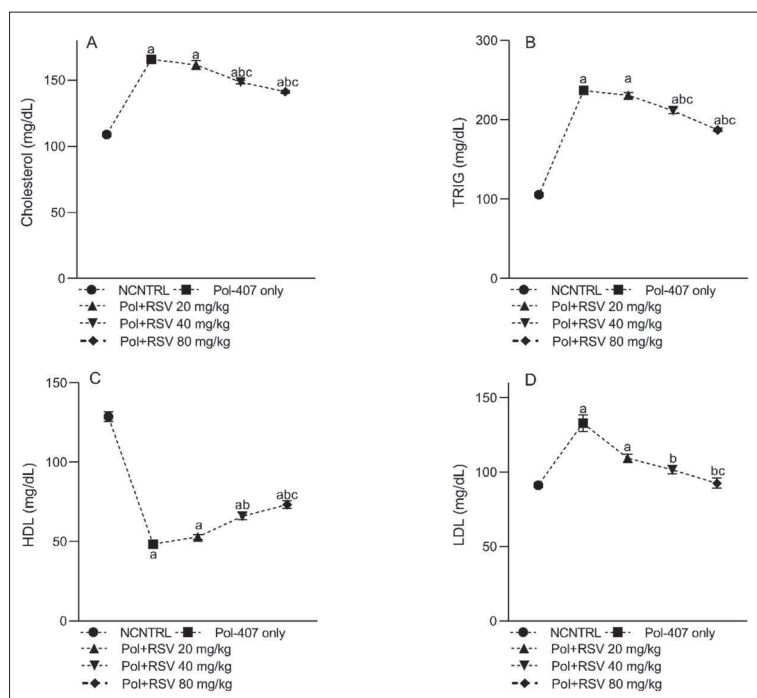 A
Cholesterol (mg/dL)
150
100
50
0
a
a
abc
abc
NCNTRL Pol-407 only
Pol+RSV 20 mg/kg
Pol+RSV 40 mg/kg
Pol+RSV 80 mg/kg
B
TRIG (mg/dL)
300
200
100
0
a
a
abc
abc
NCNTRL Pol-407 only
Pol+RSV 20 mg/kg
Pol+RSV 40 mg/kg
Pol+RSV 80 mg/kg
C
HDL (mg/dL)
150
100
50
0
a
a
ab
abc
NCNTRL Pol-407 only
Pol+RSV 20 mg/kg
Pol+RSV 40 mg/kg
Pol+RSV 80 mg/kg
D
LDL (mg/dL)
150
100
50
0
a
a
b
bc
NCNTRL Pol-407 only
Pol+RSV 20 mg/kg
Pol+RSV 40 mg/kg
Pol+RSV 80 mg/kg